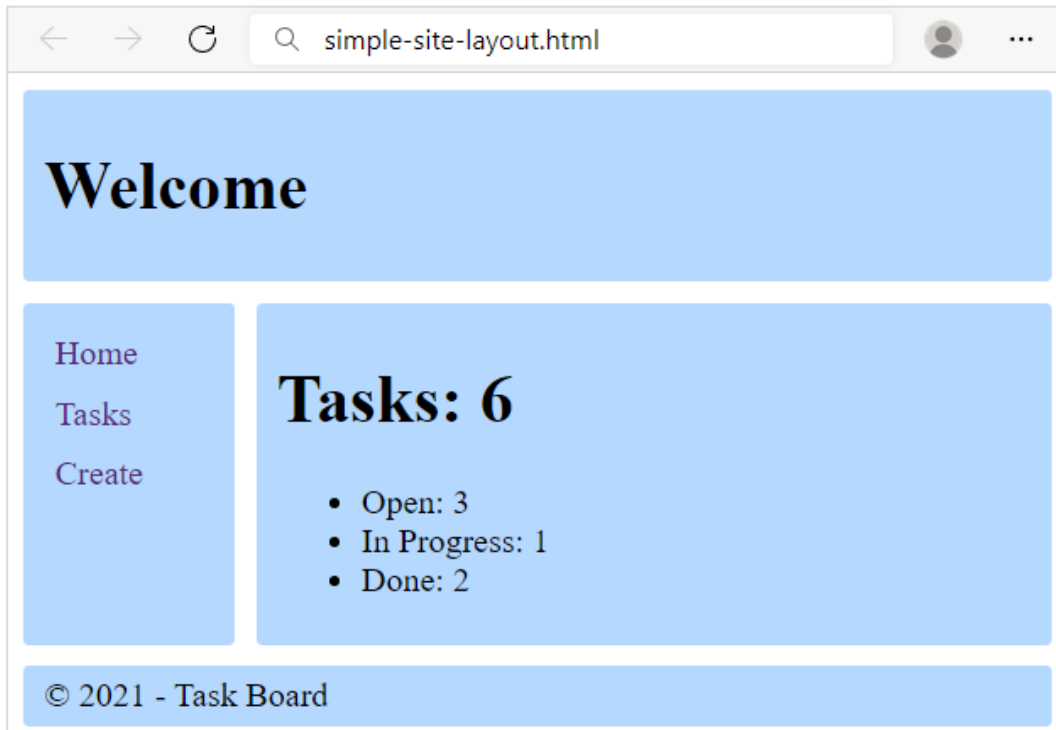 simple-site-layout.html
Welcome
Home
Tasks
Create
Tasks: 6
Open: 3
In Progress: 1
Done: 2
© 2021 - Task Board